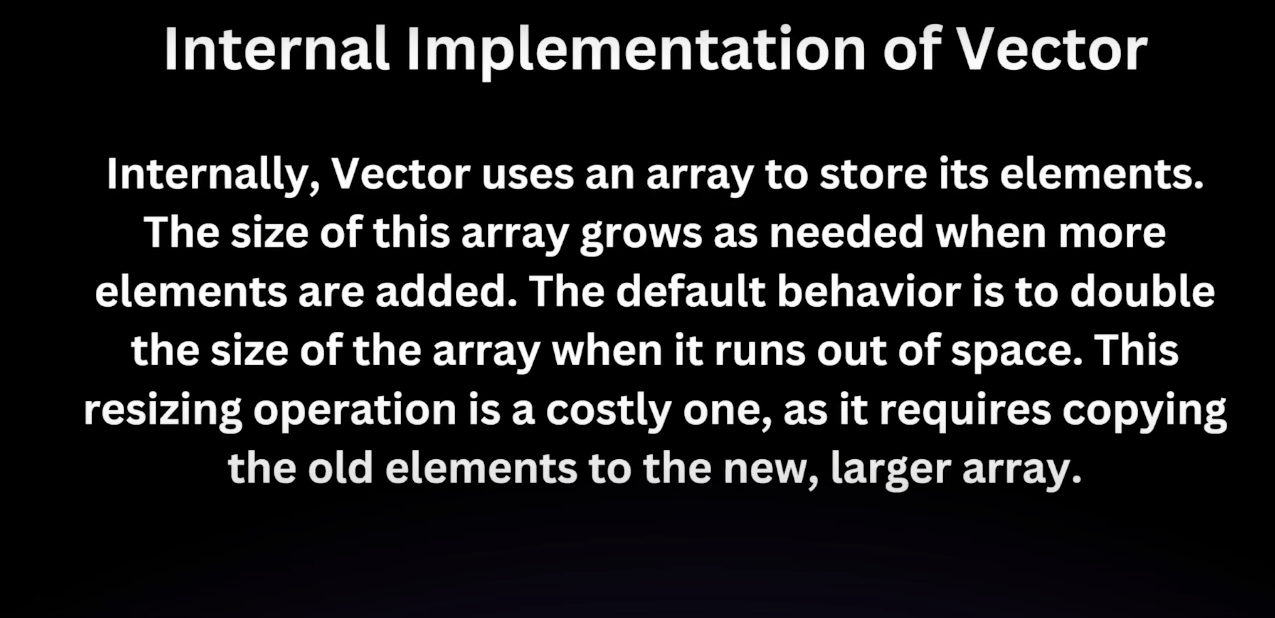 Internal Implementation of Vector
Internally, Vector uses an array to store its elements.
The size of this array grows as needed when more
elements are added. The default behavior is to double
the size of the array when it runs out of space. This
resizing operation is a costly one, as it requires copying
the old elements to the new, larger array.